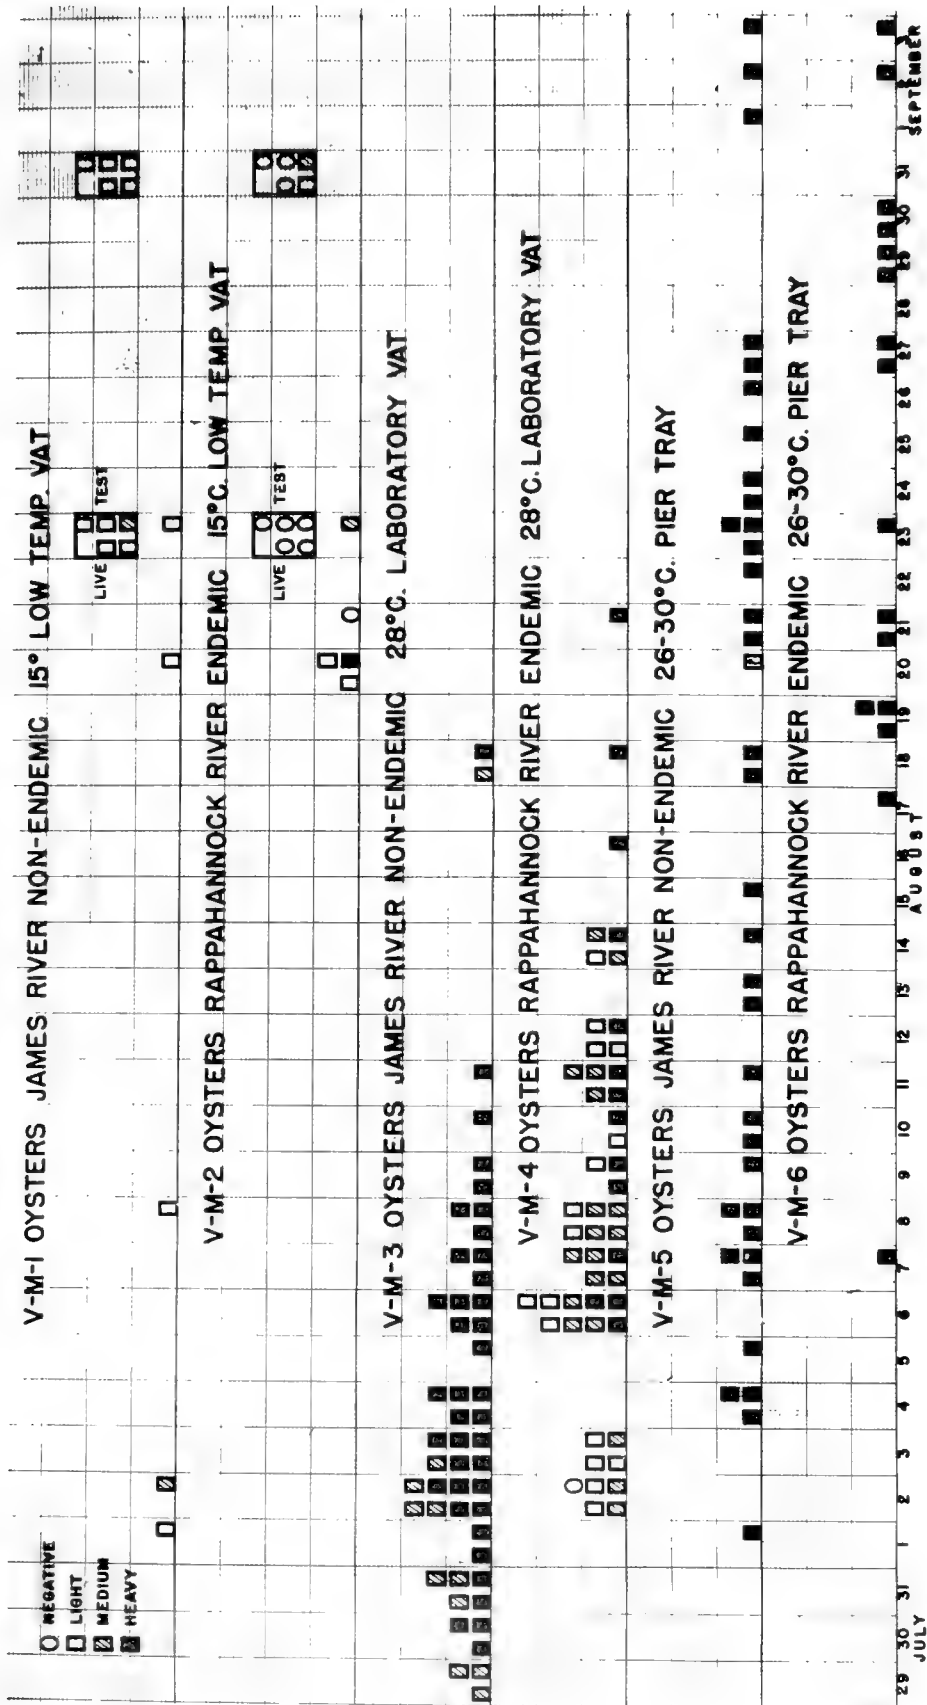 NEGATIVE
LIGHT
MEDIUM
HEAVY
V-M-1 OYSTERS JAMES RIVER NON-ENDEMIC 15° LOW TEMP. VAT
LIVE TEST
V-M-2 OYSTERS RAPPAHANNOCK RIVER ENDEMIC 15°C. LOW TEMP. VAT
LIVE TEST
V-M-3 OYSTERS JAMES RIVER NON-ENDEMIC 28°C. LABORATORY VAT
V-M-4 OYSTERS RAPPAHANNOCK RIVER ENDEMIC 28°C. LABORATORY VAT
V-M-5 OYSTERS JAMES RIVER NON-ENDEMIC 26-30°C. PIER TRAY
V-M-6 OYSTERS RAPPAHANNOCK RIVER ENDEMIC 26-30°C. PIER TRAY
29 30 31 1 2 3 4 5 6 7 8 9 10 11 12 13 14 15 16 17 18 19 20 21 22 23 24 25 26 27 28 29 30 31
JULY AUGUST SEPTEMBER